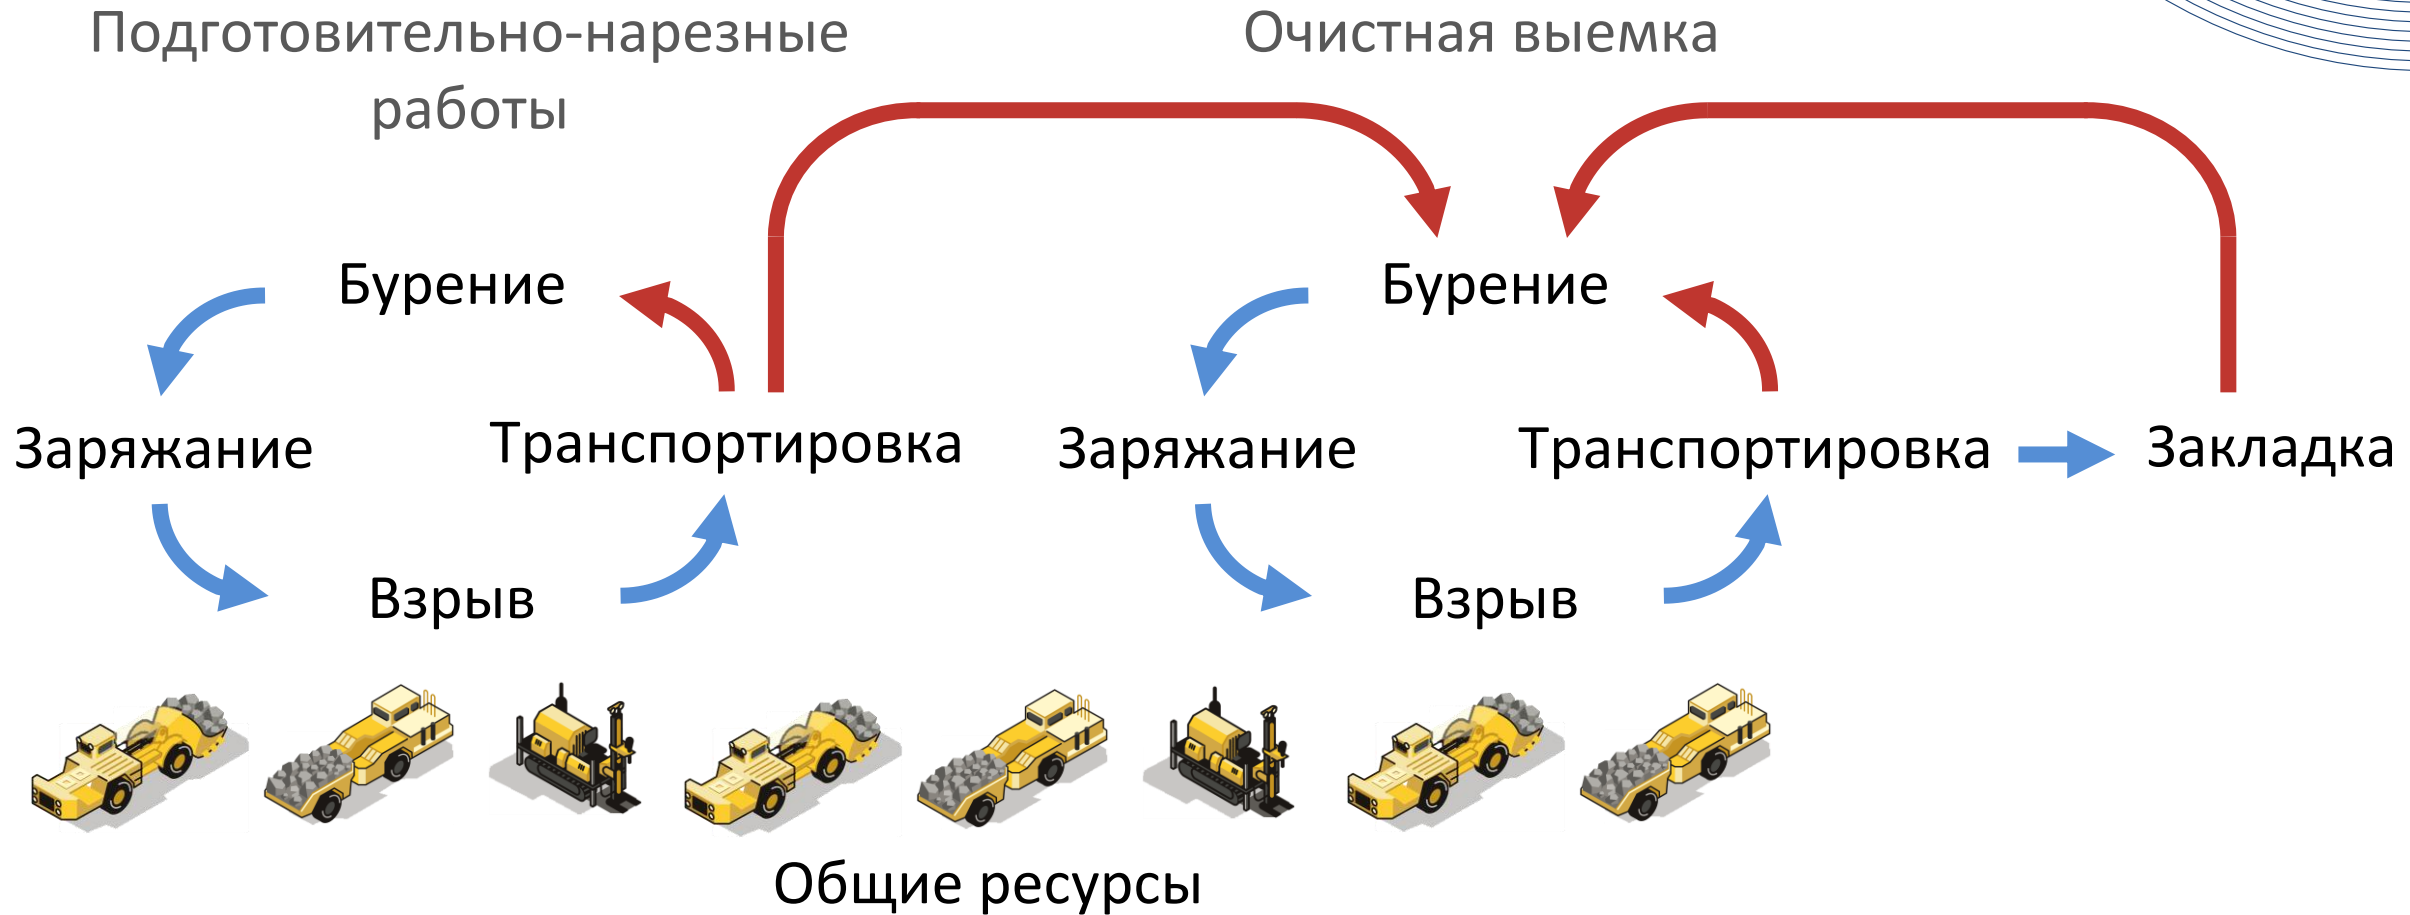 Подготовительно-нарезные
работы
Очистная выемка
Бурение
Заряжание
Транспортировка
Взрыв
Бурение
Заряжание
Транспортировка
Закладка
Взрыв
Общие ресурсы